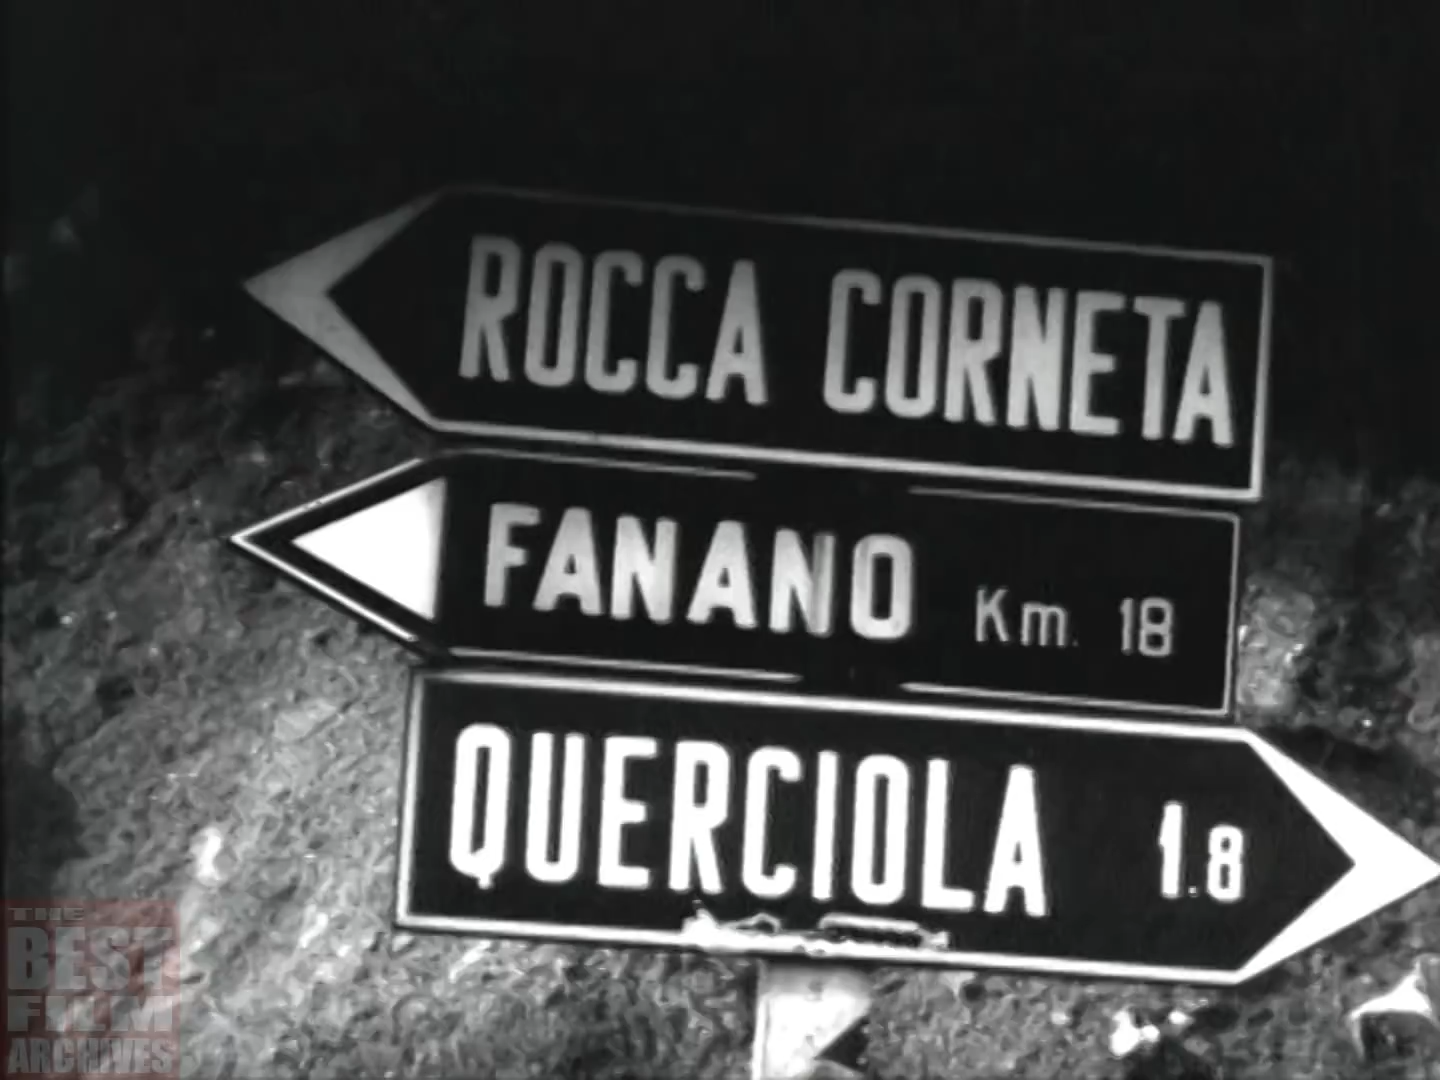 ROCCA CORNETA
FANANO Km. 18
QUERCIOLA 1.8
THE
BEST
FILM
ARCHIVES